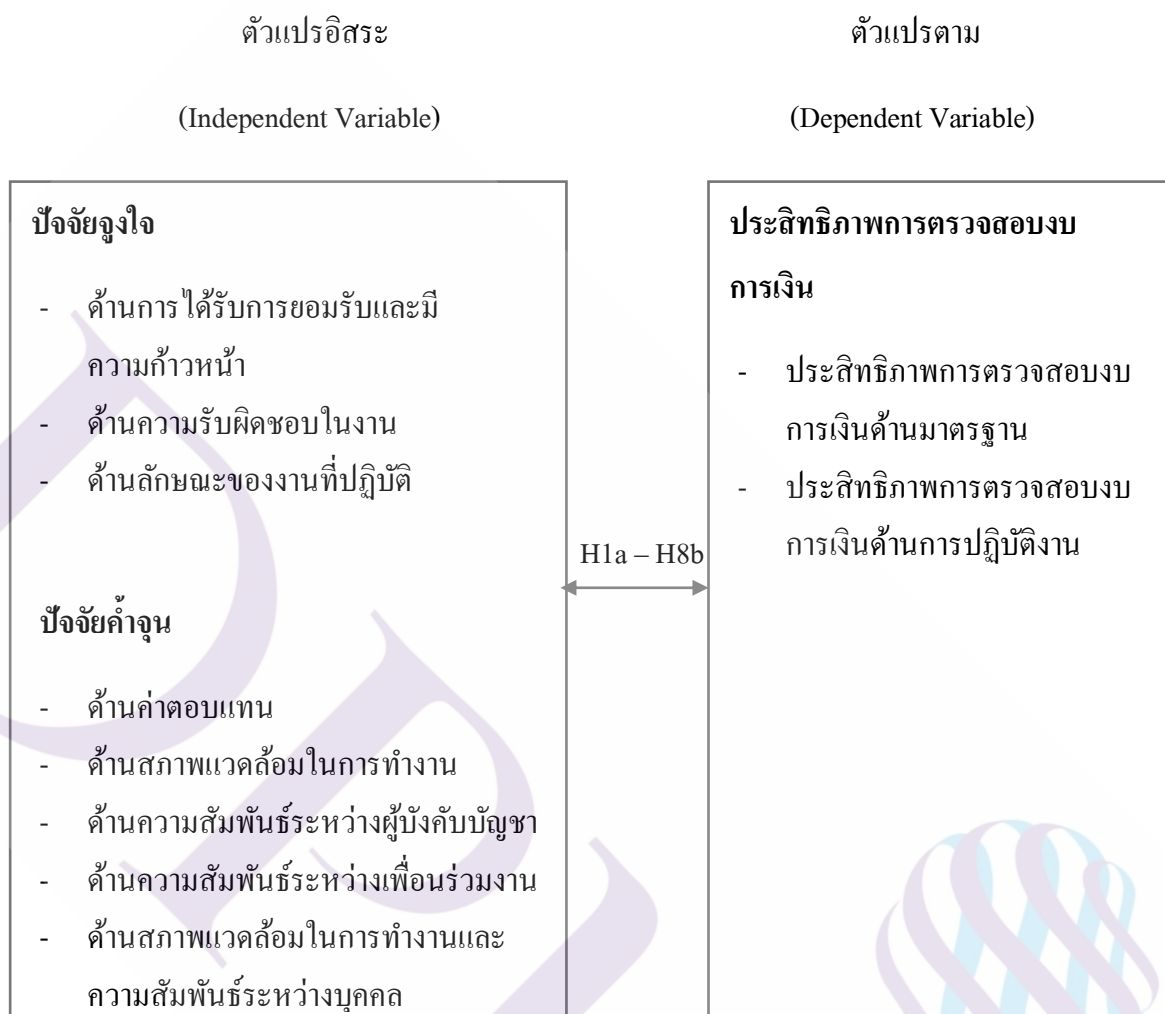 ตัวแปรอิสระ
(Independent Variable)
ตัวแปรตาม
(Dependent Variable)
ปัจจัยจูงใจ
- ด้านการได้รับการยอมรับและมี
ความก้าวหน้า
- ด้านความรับผิดชอบในงาน
- ด้านลักษณะของงานที่ปฏิบัติ
ปัจจัยค้ำจุน
- ด้านค่าตอบแทน
- ด้านสภาพแวดล้อมในการทำงาน
- ด้านความสัมพันธ์ระหว่างผู้บังคับบัญชา
- ด้านความสัมพันธ์ระหว่างเพื่อนร่วมงาน
- ด้านสภาพแวดล้อมในการทำงานและ
ความสัมพันธ์ระหว่างบุคคล
H1a – H8b
ประสิทธิภาพการตรวจสอบงบ
การเงิน
- ประสิทธิภาพการตรวจสอบงบ
การเงินด้านมาตรฐาน
- ประสิทธิภาพการตรวจสอบงบ
การเงินด้านการปฏิบัติงาน